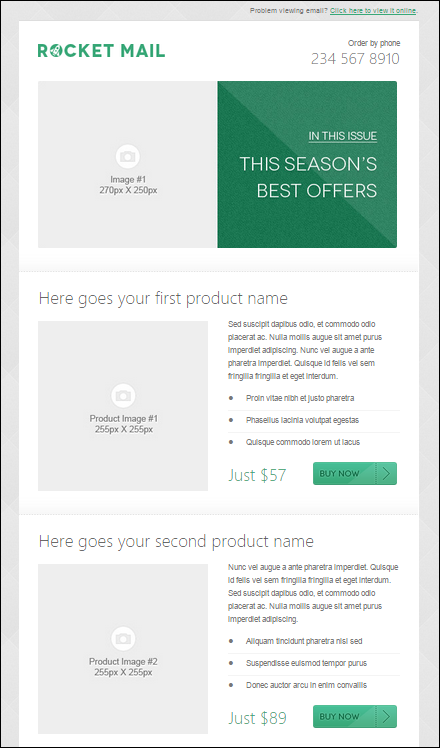 Problem viewing email? Click here to view it online.
ROCKET MAIL
Order by phone
234 567 8910
Image #1
270px X 250px
IN THIS ISSUE
THIS SEASON'S
BEST OFFERS
Here goes your first product name
Product Image #1
255px X 255px
Sed suscipit dapibus odio, et commodo odio
placerat ac. Nulla mollis augue sit amet purus
imperdiet adipiscing. Nunc vel augue a ante
pharetra imperdiet. Quisque id felis vel sem
fringilla fringilla et eget interdum.
Proin vitae nibh et justo pharetra
Phasellus lacinia volutpat egestas
Quisque commodo lorem ut lacus
Just $57
BUY NOW
Here goes your second product name
Product Image #2
255px X 255px
Nunc vel augue a ante pharetra imperdiet. Quisque
id felis vel sem fringilla fringilla et eget interdum.
Sed suscipit dapibus odio, et commodo odio
placerat ac. Nulla mollis augue sit amet purus
imperdiet adipiscing.
Aliquam tincidunt pharetra nisl sed
Suspendisse euismod tempor purus
Donec auctor arcu in enim convallis
Just $89
BUY NOW